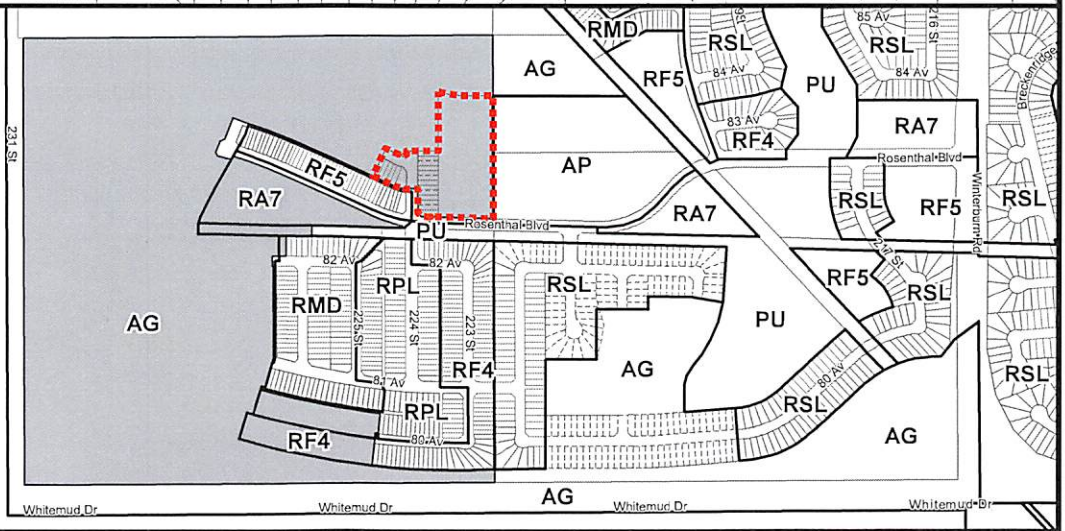 RMD
RSL
99
85 Av
RSL
216 St
84 Av
84 Av
AG
RF5
PU
Breckenridge
83 Av
RF4
RA7
231 St
RF5
AP
Rosenthal Blvd
RA7
RA7
RSL
RF5
Winterburn Rd
RSL
PU
Rosenthal Blvd
217 St
82 Av
82 Av
RMD
RPL
RSL
RF5
RSL
AG
225 St
224 St
223 St
PU
RF4
AG
80 Av
RSL
RSL
81 Av
RPL
RF4
80 Av
AG
AG
Whitemud Dr
Whitemud Dr
Whitemud Dr
Whitemud Dr